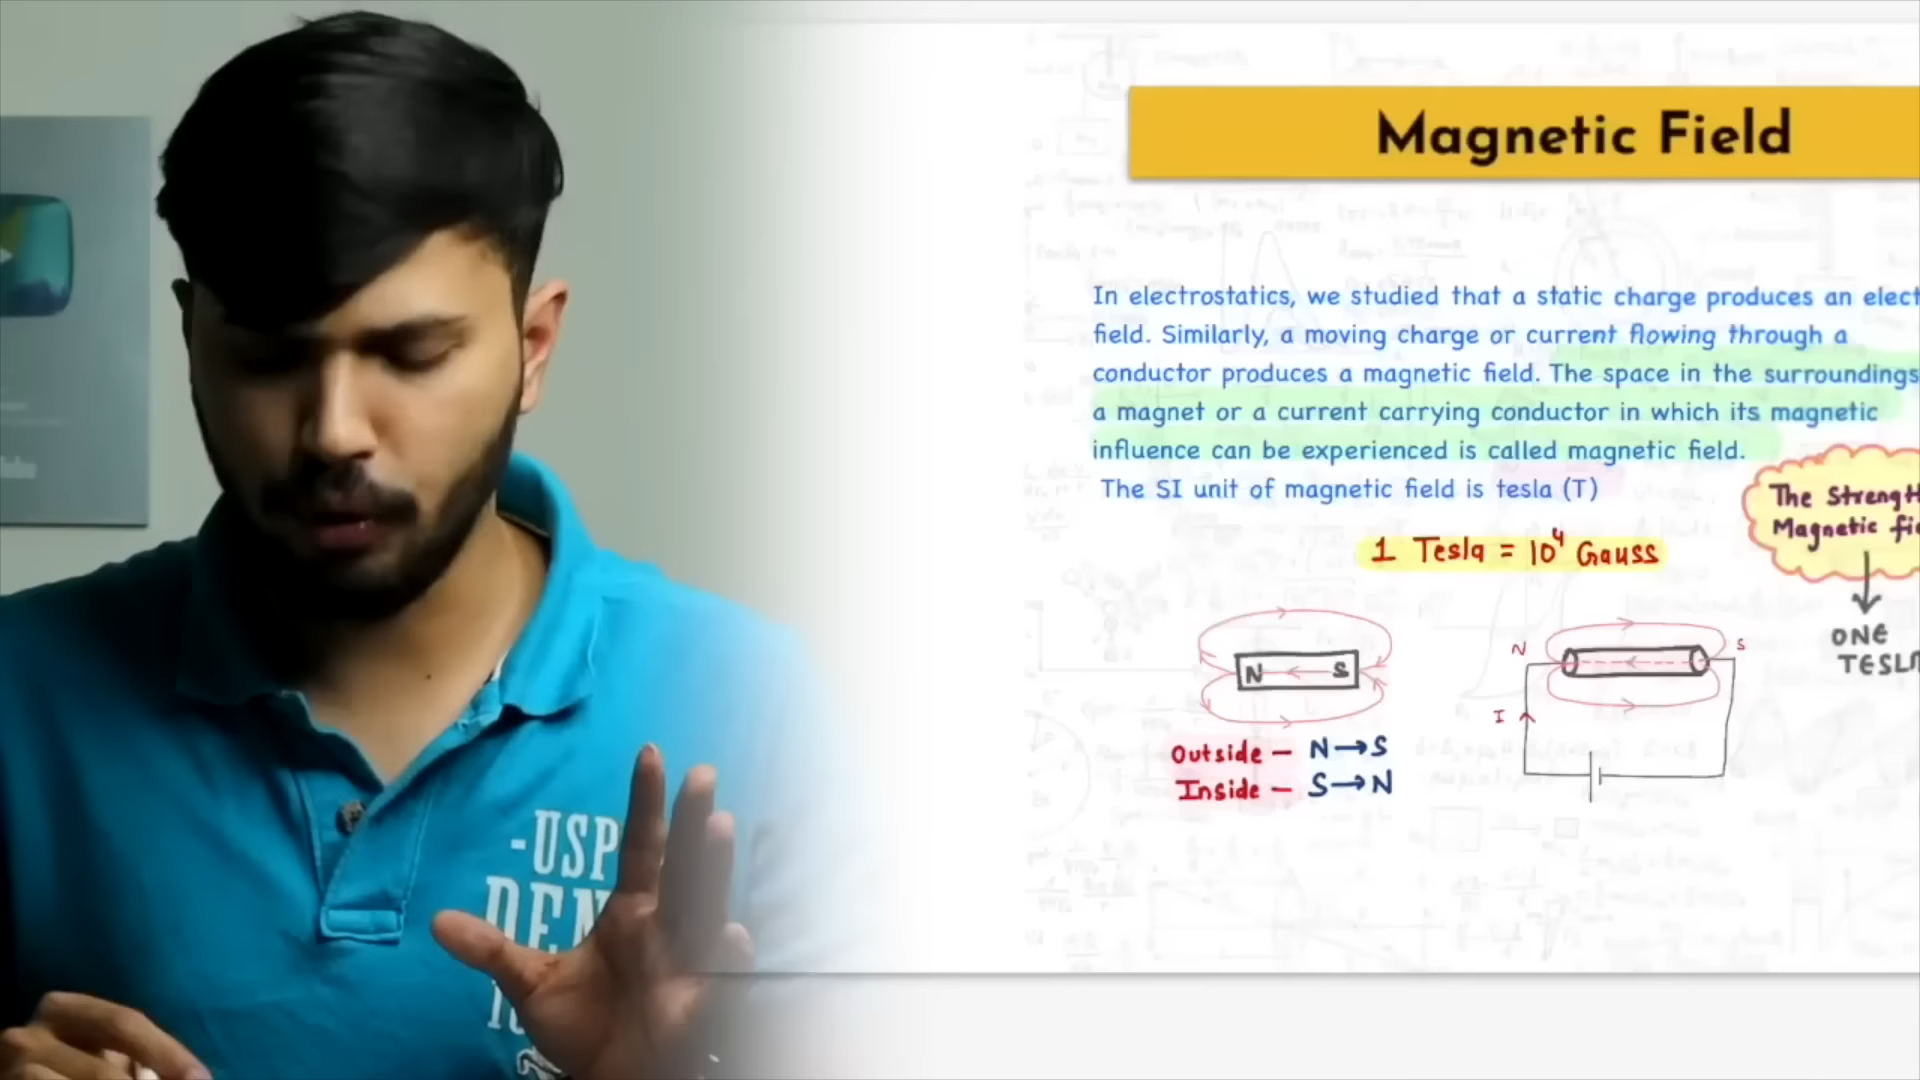 Magnetic Field
In electrostatics, we studied that a static charge produces an elect
field. Similarly, a moving charge or current flowing through a
conductor produces a magnetic field. The space in the surroundings
a magnet or a current carrying conductor in which its magnetic
influence can be experienced is called magnetic field.
The SI unit of magnetic field is tesla (T)
The Strength
Magnetic fie
1 Tesla = 10⁴ Gauss
ONE
TESLA
N S
N S
I
Outside – N→S
Inside – S→N
-USP
DEN